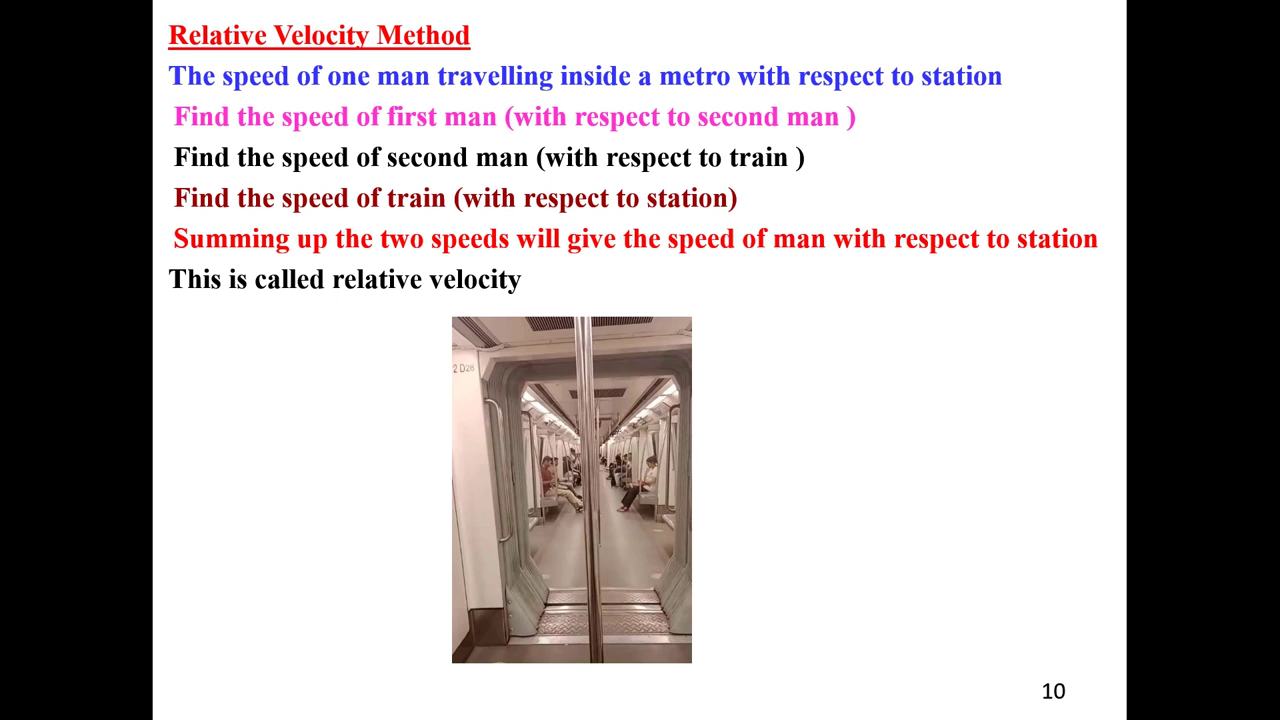 Relative Velocity Method
The speed of one man travelling inside a metro with respect to station
Find the speed of first man (with respect to second man )
Find the speed of second man (with respect to train )
Find the speed of train (with respect to station)
Summing up the two speeds will give the speed of man with respect to station
This is called relative velocity
2 D26
10